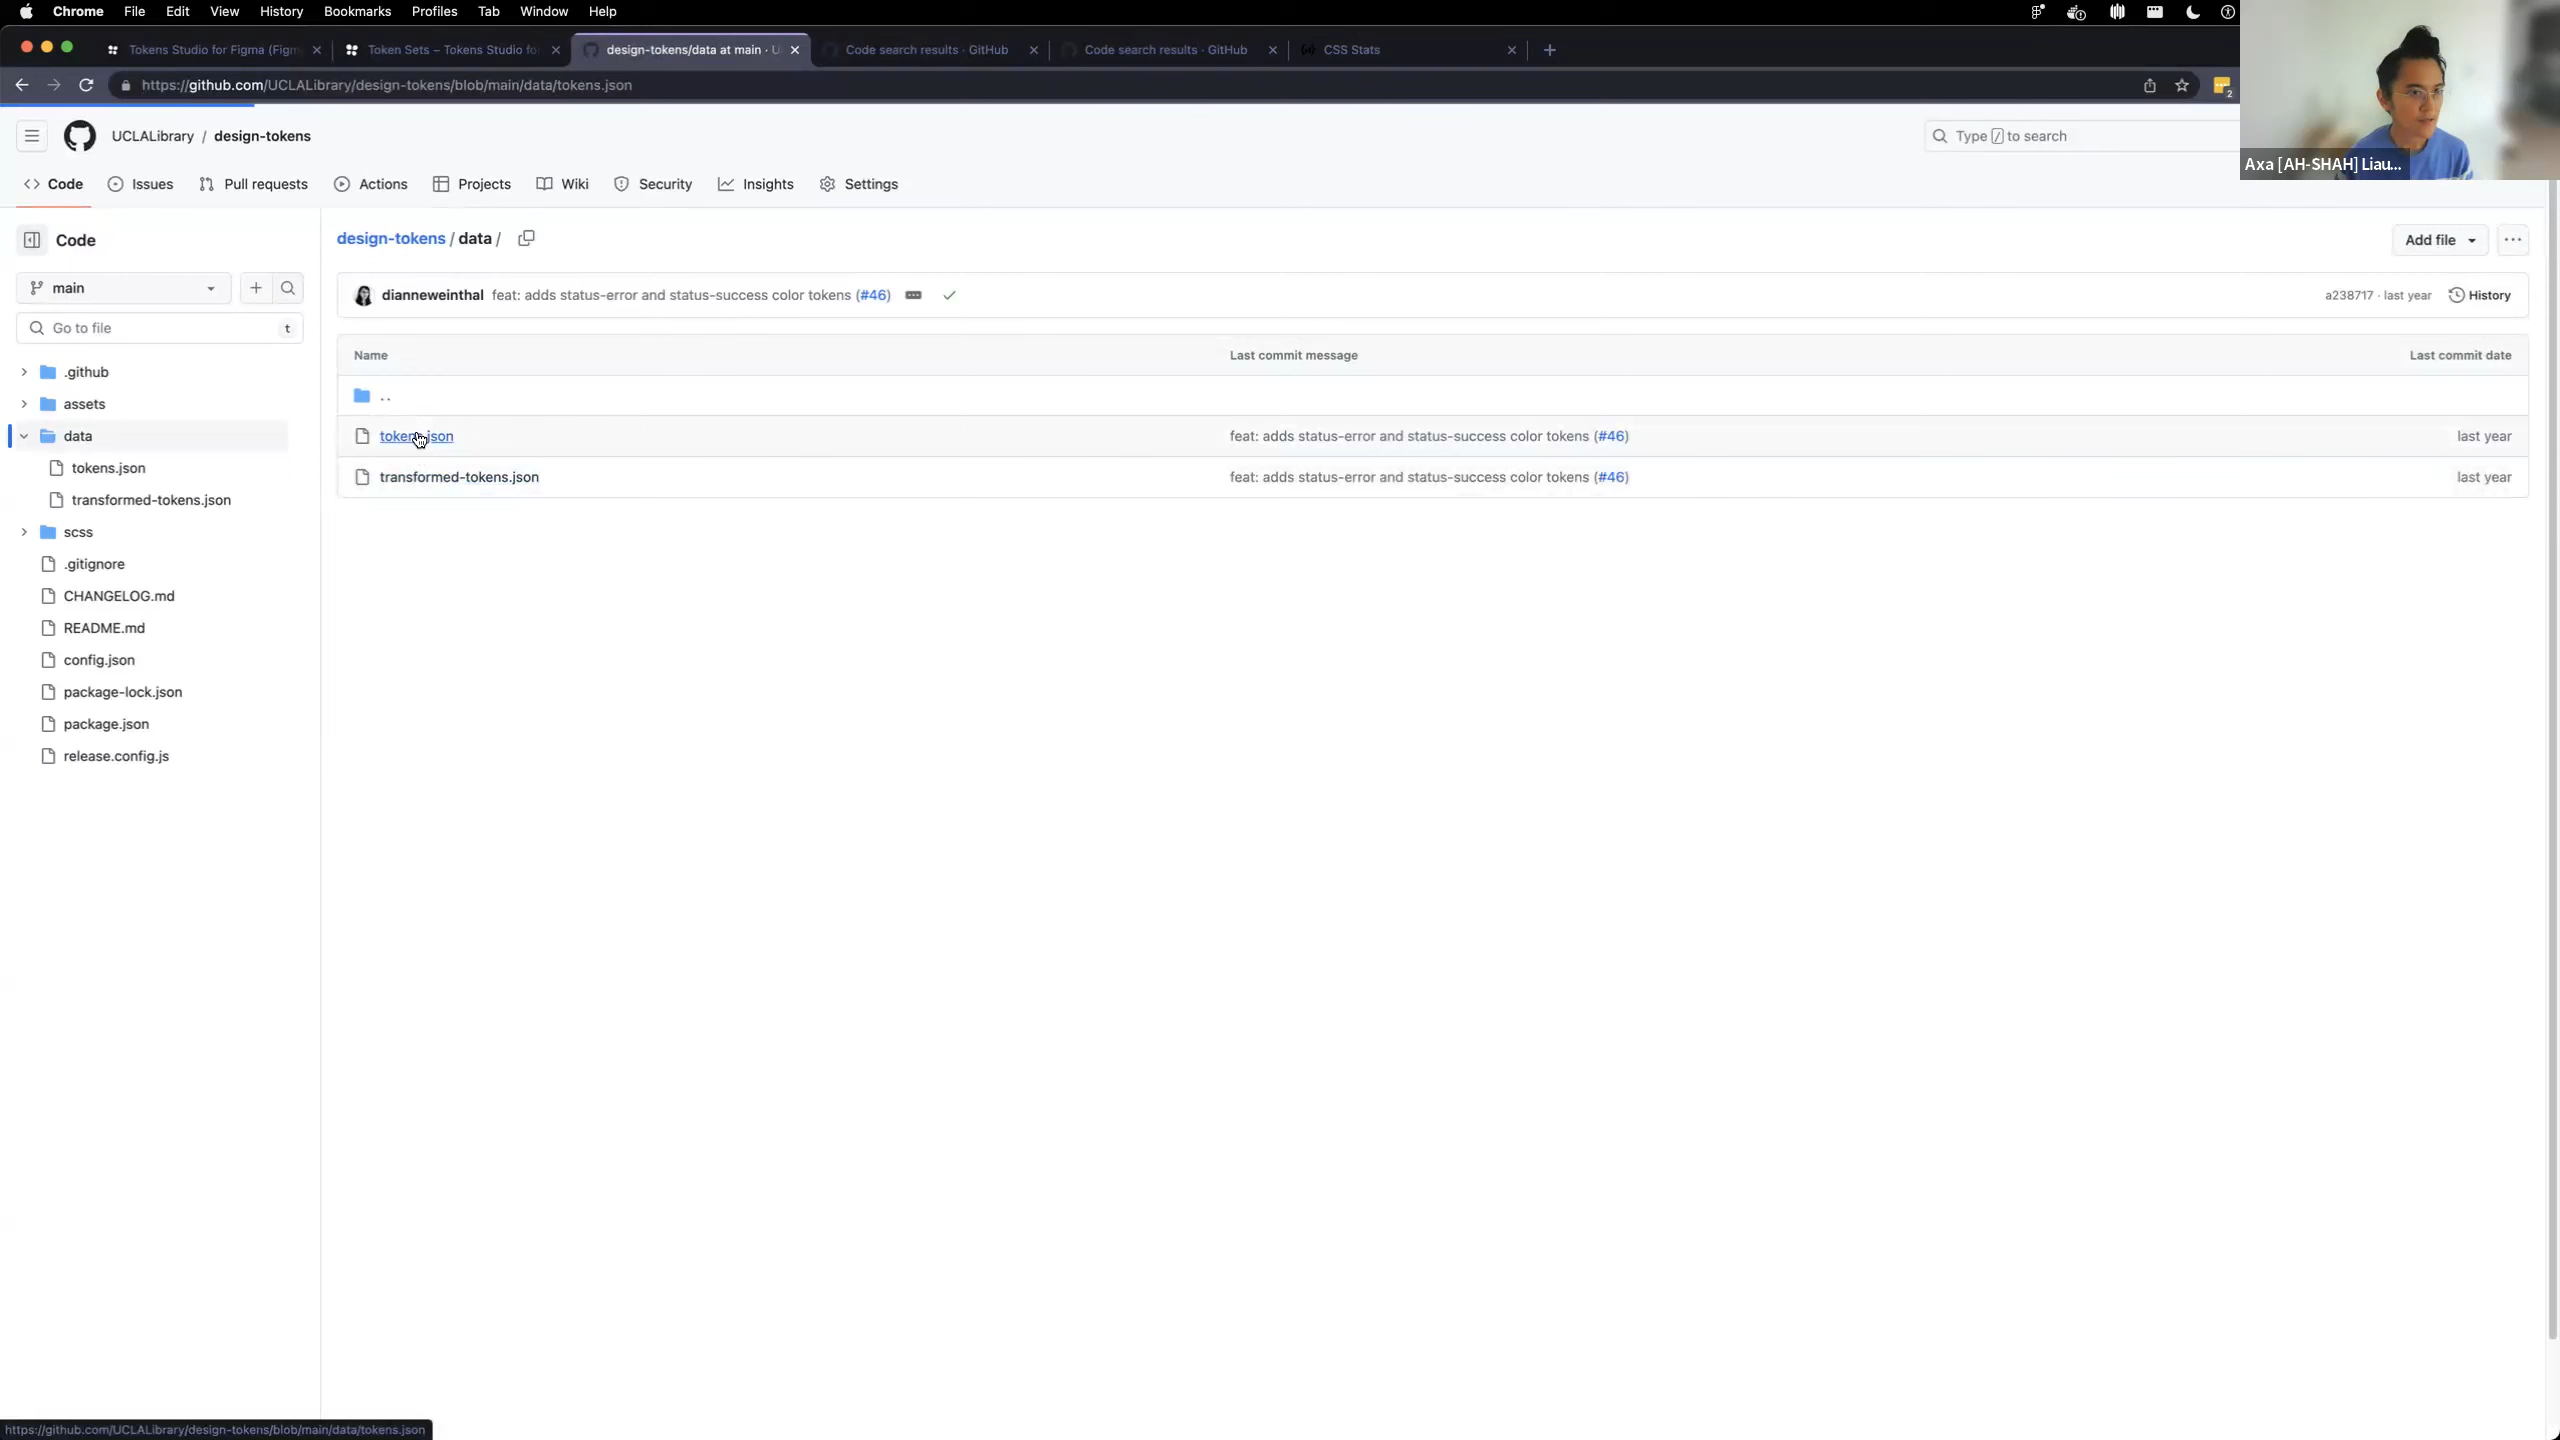 Chrome File Edit View History Bookmarks Profiles Tab Window Help
Tokens Studio for Figma (Figm
Token Sets – Tokens Studio fo
design-tokens/data at main · U
Code search results · GitHub
Code search results · GitHub
CSS Stats
https://github.com/UCLALibrary/design-tokens/blob/main/data/tokens.json
2
UCLALibrary / design-tokens
Type / to search
Axa [AH-SHAH] Liau...
Code Issues Pull requests Actions Projects Wiki Security Insights Settings
Code
main
Go to file t
.github
assets
data
tokens.json
transformed-tokens.json
scss
.gitignore
CHANGELOG.md
README.md
config.json
package-lock.json
package.json
release.config.js
design-tokens / data /
Add file
dianneweinthal feat: adds status-error and status-success color tokens (#46)
a238717 · last year History
Name Last commit message Last commit date
..
tokens.json feat: adds status-error and status-success color tokens (#46) last year
transformed-tokens.json feat: adds status-error and status-success color tokens (#46) last year
https://github.com/UCLALibrary/design-tokens/blob/main/data/tokens.json